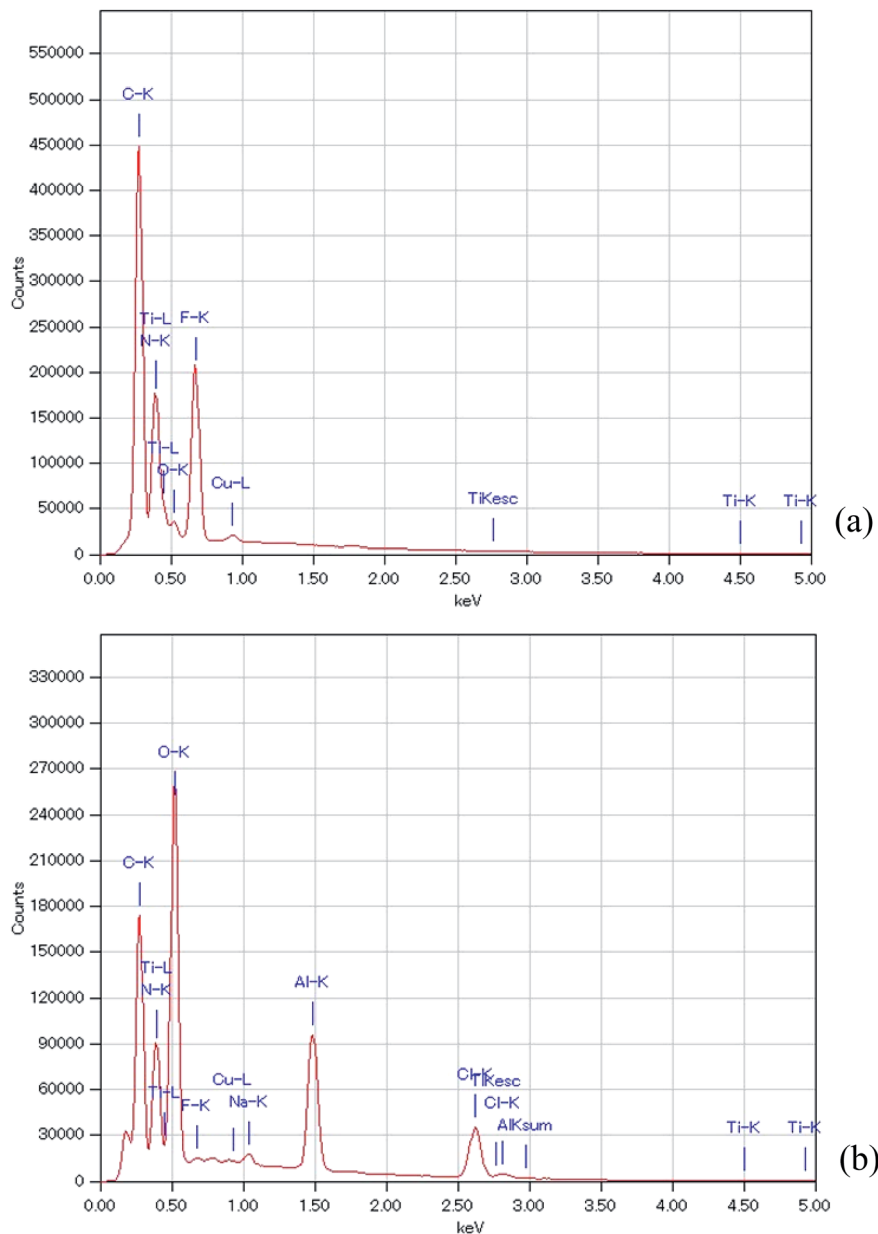 550000
500000
C-K
450000
400000
350000
300000
Counts
250000
Ti-L F-K
N-K
200000
150000
Ti-L
100000
O-K
Cu-L
TiKesc Ti-K Ti-K
50000
(a)
0
0.00 0.50 1.00 1.50 2.00 2.50 3.00 3.50 4.00 4.50 5.00
keV
330000
300000
O-K
270000
240000
C-K
210000
Counts
180000
150000
Ti-L
Al-K
N-K
120000
90000
Cl-K TiKesc
Cu-L
Ti-L
Cl-K
60000
F-K Na-K
AlKsum
Ti-K Ti-K
30000
(b)
0
0.00 0.50 1.00 1.50 2.00 2.50 3.00 3.50 4.00 4.50 5.00
keV